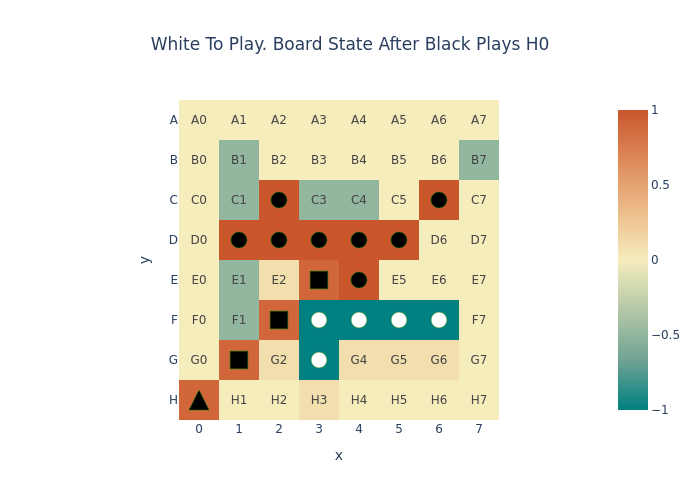 White To Play. Board State After Black Plays H0
A A0 A1 A2 A3 A4 A5 A6 A7
B B0 B1 B2 B3 B4 B5 B6 B7
C C0 C1 C3 C4 C5 C7
D D0 D6 D7
E E0 E1 E2 E5 E6 E7
F F0 F1 F7
G G0 G2 G4 G5 G6 G7
H H1 H2 H3 H4 H5 H6 H7
0 1 2 3 4 5 6 7
x
y
1
0.5
0
−0.5
−1